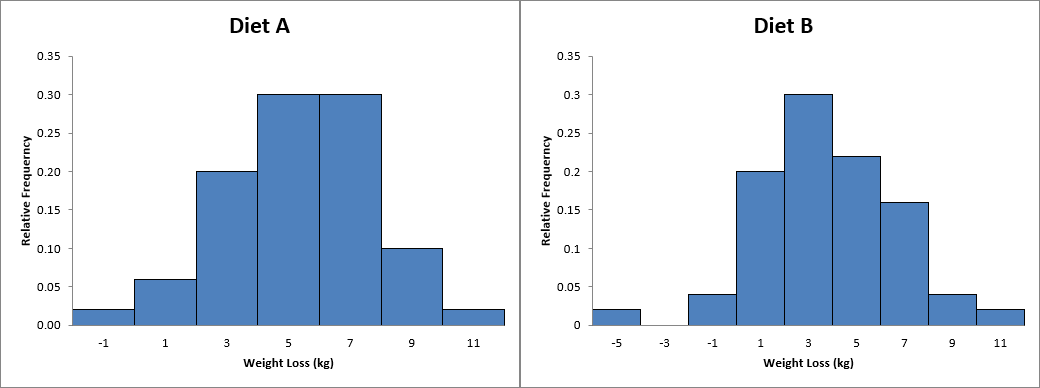 Diet A
0.35
0.30
0.25
0.20
0.15
0.10
0.05
0.00
Relative Frequerncy
-1 1 3 5 7 9 11
Weight Loss (kg)
Diet B
0.35
0.3
0.25
0.2
0.15
0.1
0.05
0
Relative Frequerncy
-5 -3 -1 1 3 5 7 9 11
Weight Loss (kg)